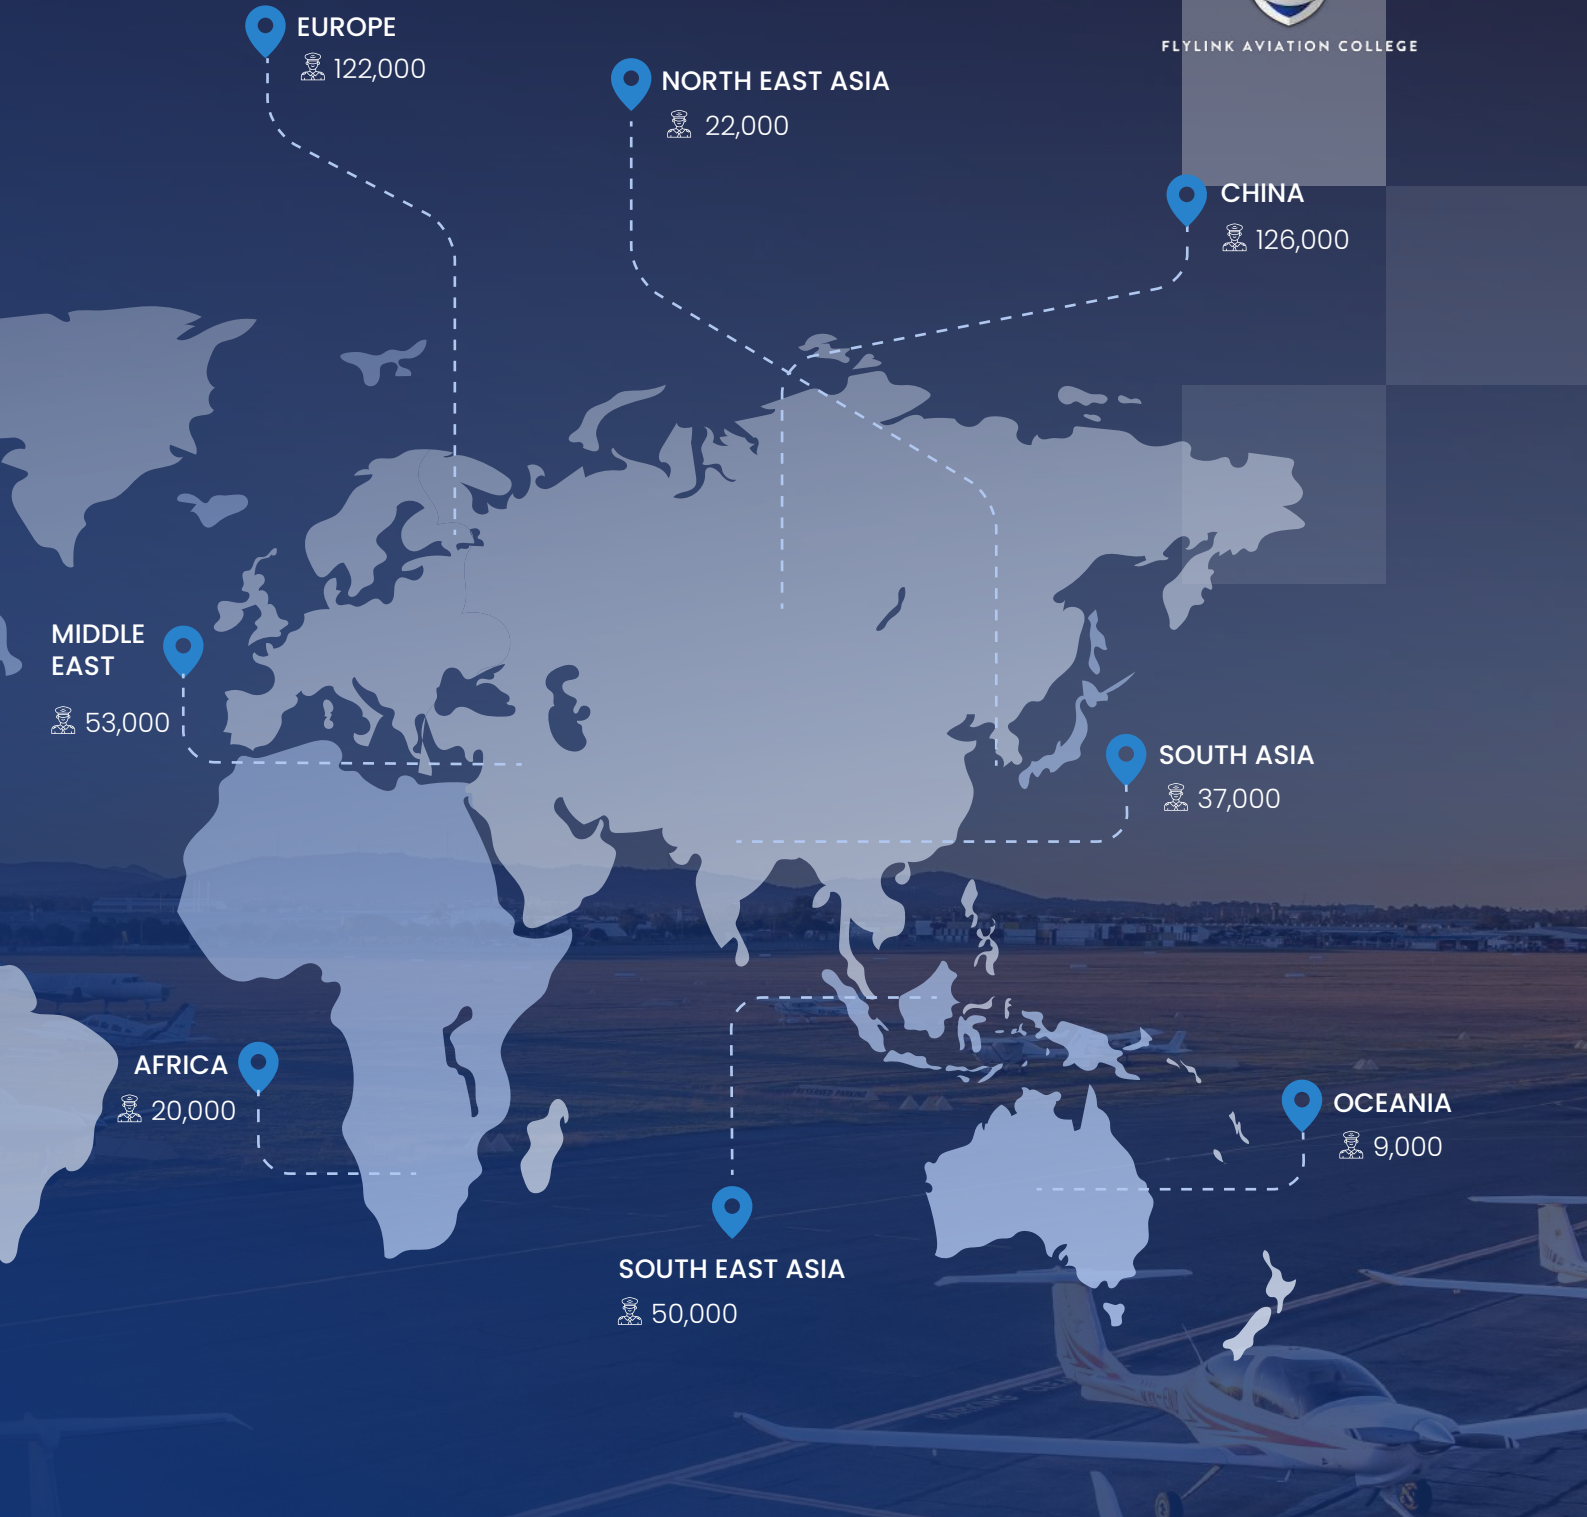 FLYLINK AVIATION COLLEGE
EUROPE
122,000
NORTH EAST ASIA
22,000
CHINA
126,000
MIDDLE
EAST
53,000
SOUTH ASIA
37,000
AFRICA
20,000
OCEANIA
9,000
SOUTH EAST ASIA
50,000